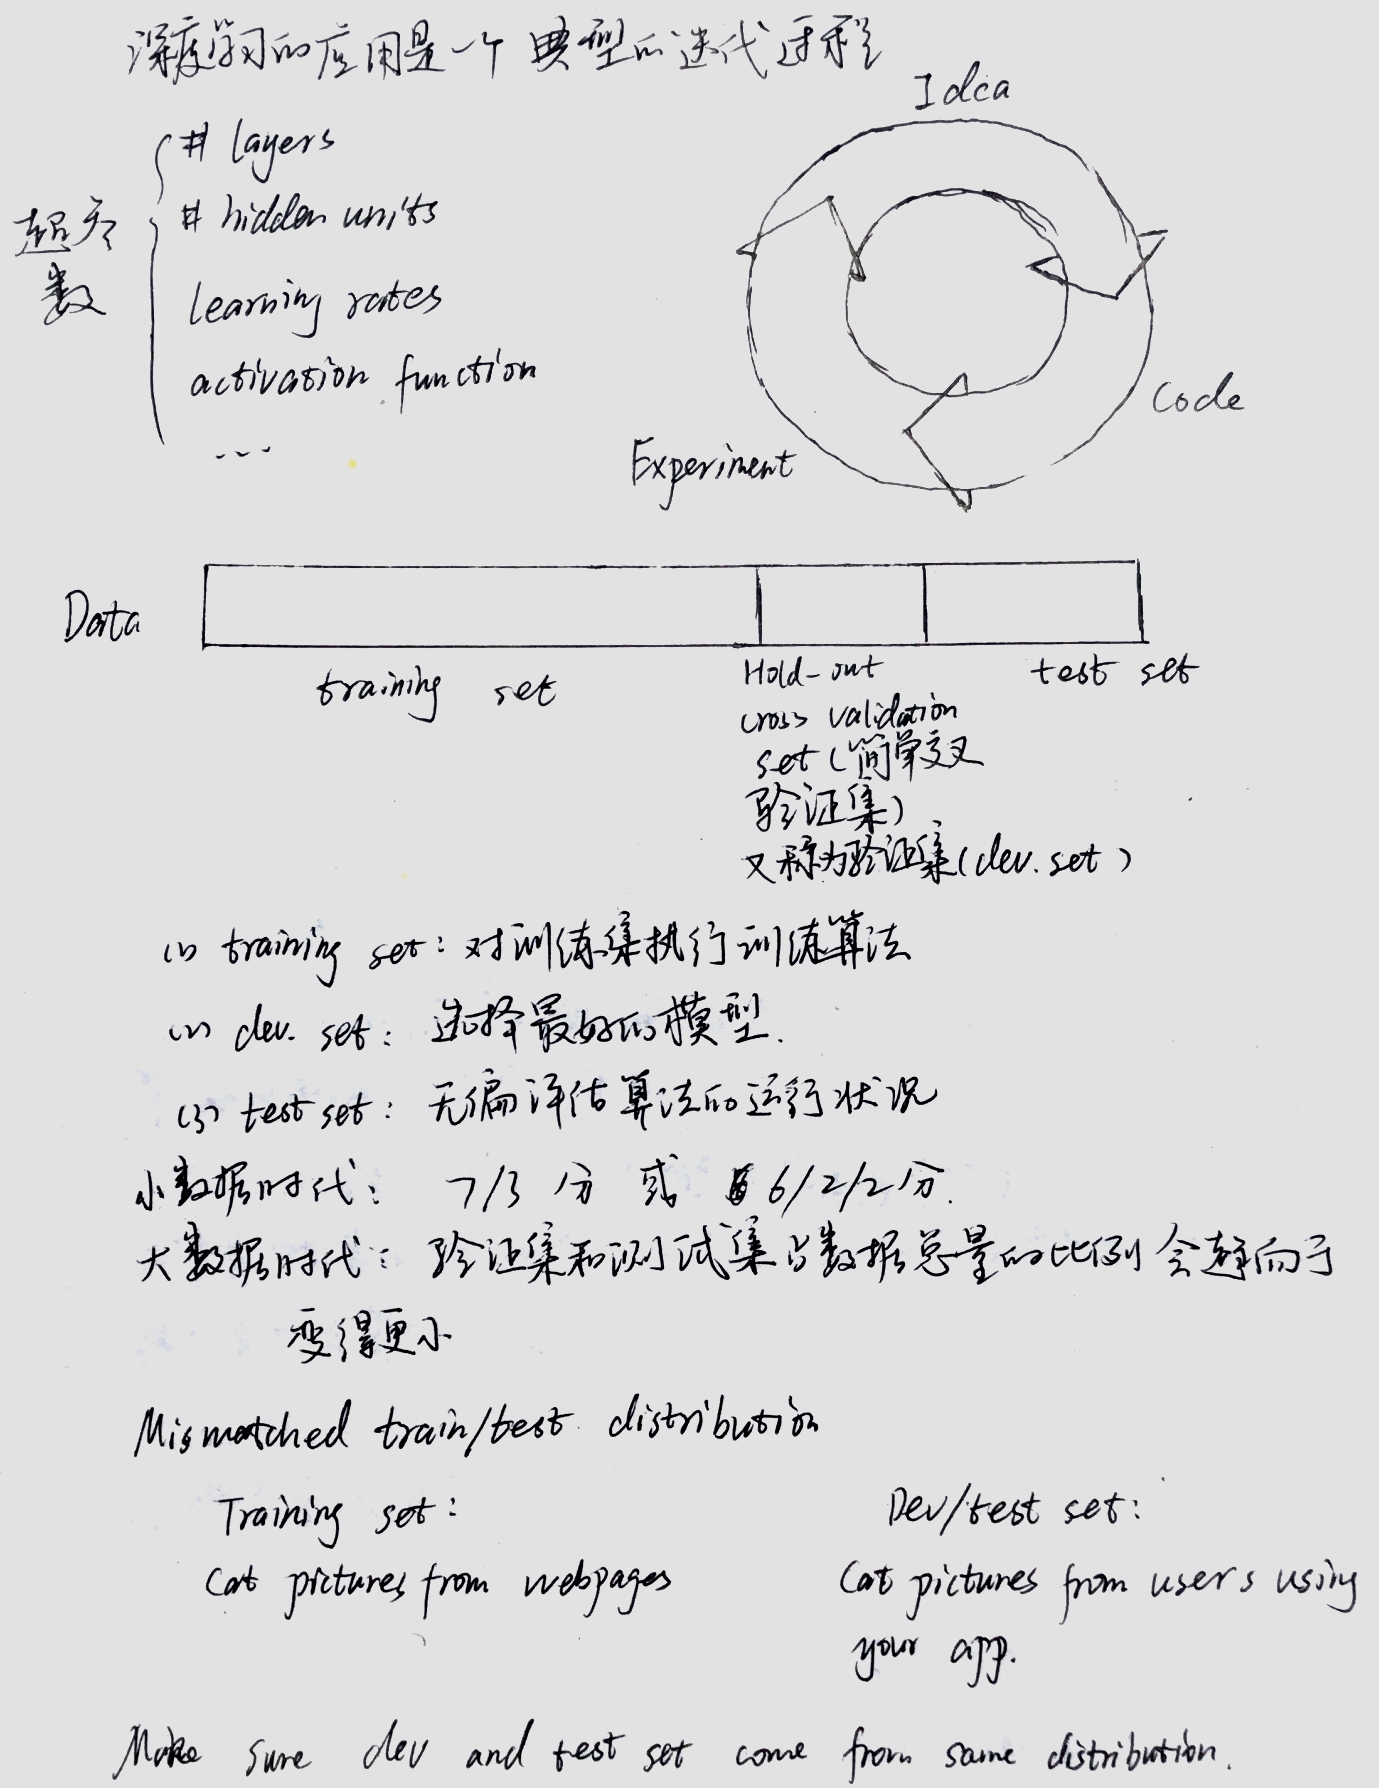 深度学习的应用是一个典型的迭代过程
Idea
# layers
# hidden units
超参
数
learning rates
activation function
...
Code
Experiment
Data
training set
Hold-out
cross validation
set (简单交叉
验证集)
又称为验证集(dev. set)
test set
(1) training set: 对训练集执行训练算法
(2) dev. set: 选择最好的模型.
(3) test set: 无偏评估算法的运行状况
小数据时代: 7/3 分 或 6/2/2分.
大数据时代: 验证集和测试集占数据总量的比例会趋向于
变得更小
Mismatched train/test distribution
Training set:
Cat pictures from webpages
Dev/test set:
Cat pictures from users using
your app.
Make sure dev and test set come from same distribution.